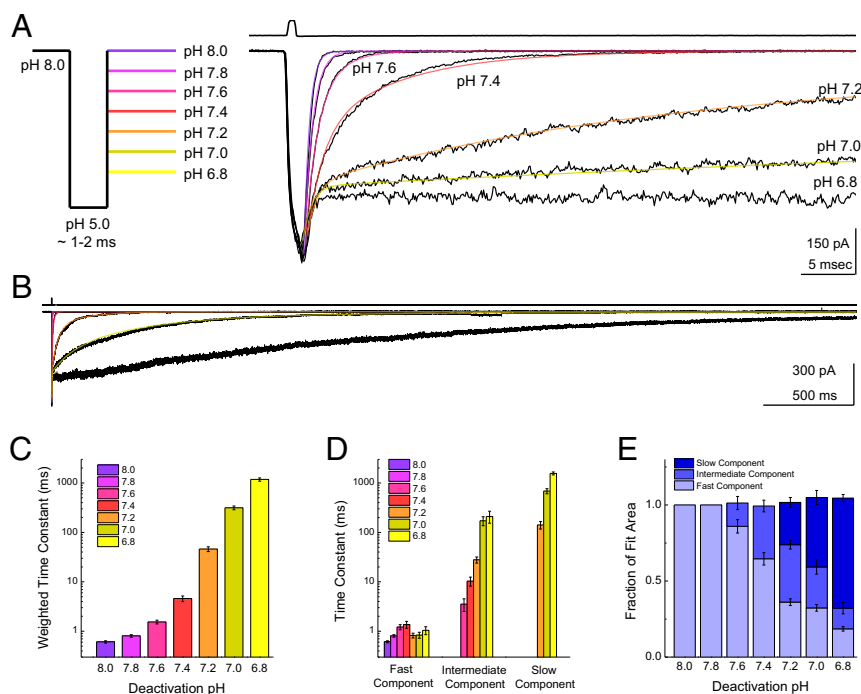 A
pH 8.0
pH 8.0
pH 7.8
pH 7.6
pH 7.4
pH 7.2
pH 7.0
pH 6.8
pH 5.0
~ 1-2 ms
pH 7.6
pH 7.4
pH 7.2
pH 7.0
pH 6.8
150 pA
5 msec
B
300 pA
500 ms
C
Weighted Time Constant (ms)
1000
100
10
1
8.0
7.8
7.6
7.4
7.2
7.0
6.8
8.0 7.8 7.6 7.4 7.2 7.0 6.8
Deactivation pH
D
Time Constant (ms)
1000
100
10
1
8.0
7.8
7.6
7.4
7.2
7.0
6.8
Fast Component
Intermediate Component
Slow Component
E
Fraction of Fit Area
1.0
0.5
0.0
Slow Component
Intermediate Component
Fast Component
8.0 7.8 7.6 7.4 7.2 7.0 6.8
Deactivation pH